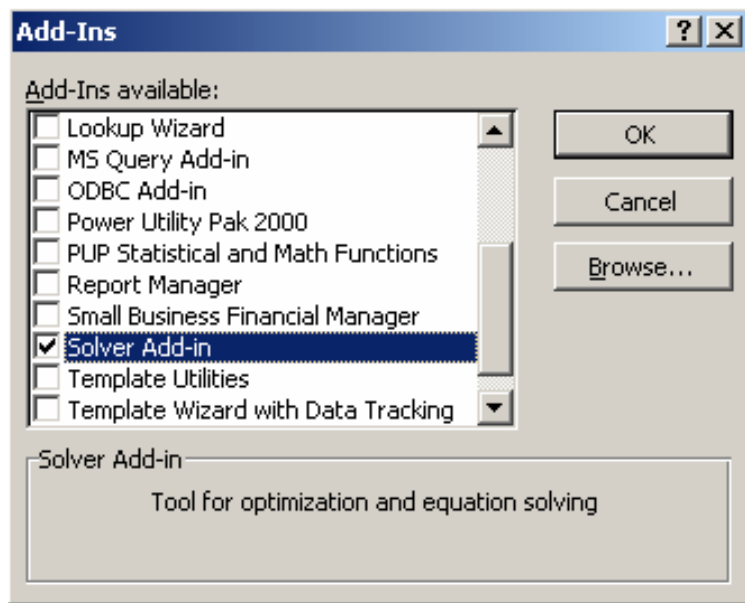 Add-Ins
Add-Ins available:
Lookup Wizard
MS Query Add-in
ODBC Add-in
Power Utility Pak 2000
PUP Statistical and Math Functions
Report Manager
Small Business Financial Manager
Solver Add-in
Template Utilities
Template Wizard with Data Tracking
OK
Cancel
Browse...
Solver Add-in
Tool for optimization and equation solving